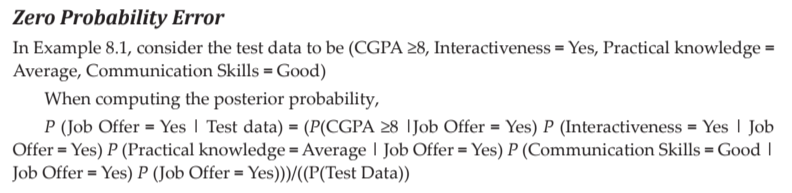 Zero Probability Error
In Example 8.1, consider the test data to be (CGPA ≥8, Interactiveness = Yes, Practical knowledge =
Average, Communication Skills = Good)
When computing the posterior probability,
P (Job Offer = Yes | Test data) = (P(CGPA ≥8 |Job Offer = Yes) P (Interactiveness = Yes | Job
Offer = Yes) P (Practical knowledge = Average | Job Offer = Yes) P (Communication Skills = Good |
Job Offer = Yes) P (Job Offer = Yes)))/((P(Test Data))